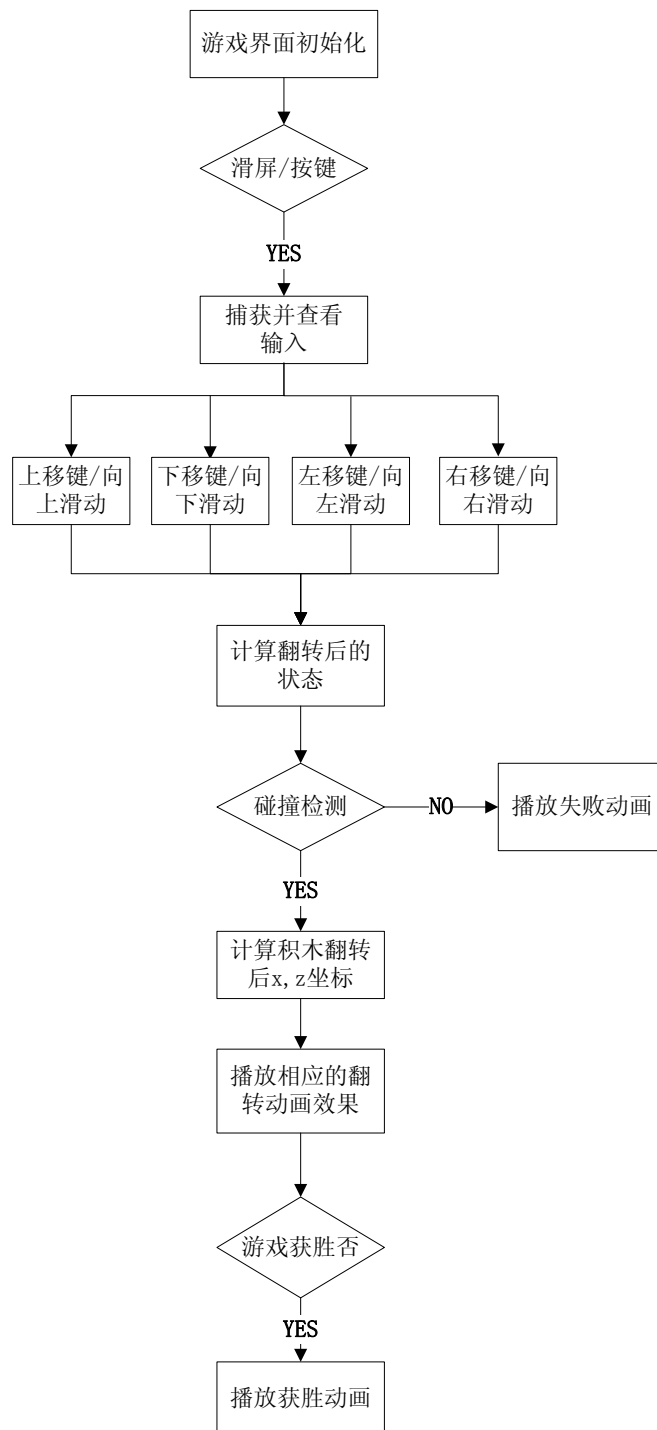 游戏界面初始化
滑屏/按键
YES
捕获并查看
输入
上移键/向
上滑动
下移键/向
下滑动
左移键/向
左滑动
右移键/向
右滑动
计算翻转后的
状态
碰撞检测
NO
播放失败动画
YES
计算积木翻转
后x,z坐标
播放相应的翻
转动画效果
游戏获胜否
YES
播放获胜动画